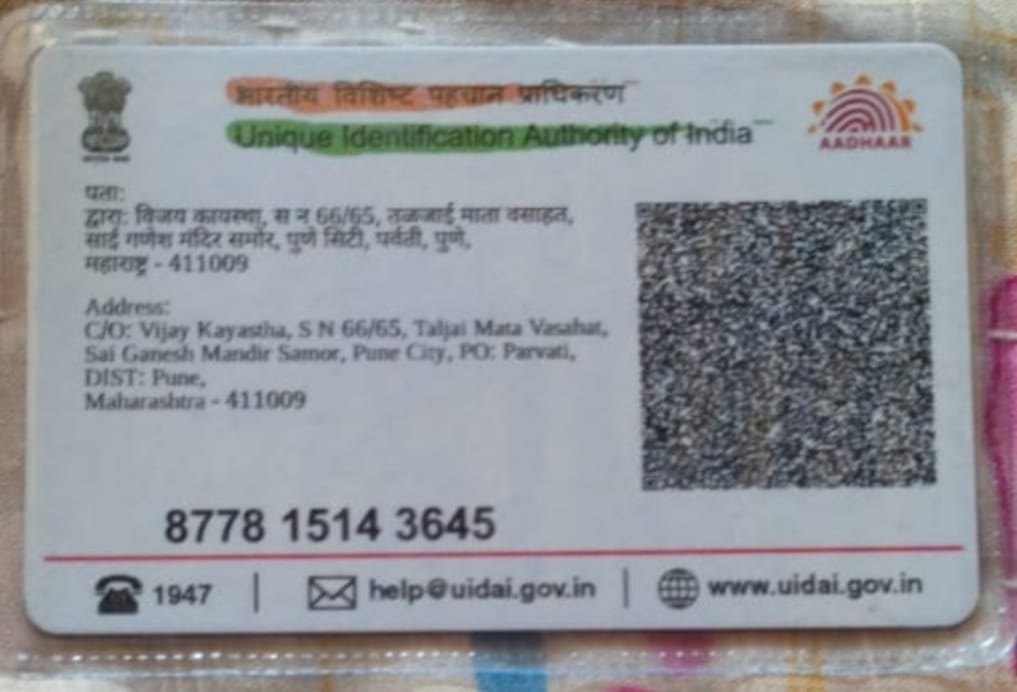 भारतीय विशिष्ट पहचान प्राधिकरण
Unique Identification Authority of India
AADHAAR
पता:
द्वारा: विजय कायस्था, स न 66/65, तळजाई माता वसाहत,
साई गणेश मंदिर समोर, पुणे सिटी, पर्वती, पुणे,
महाराष्ट्र - 411009
Address:
C/O: Vijay Kayastha, S N 66/65, Taljai Mata Vasahat,
Sai Ganesh Mandir Samor, Pune City, PO: Parvati,
DIST: Pune,
Maharashtra - 411009
8778 1514 3645
1947 | help@uidai.gov.in | www.uidai.gov.in